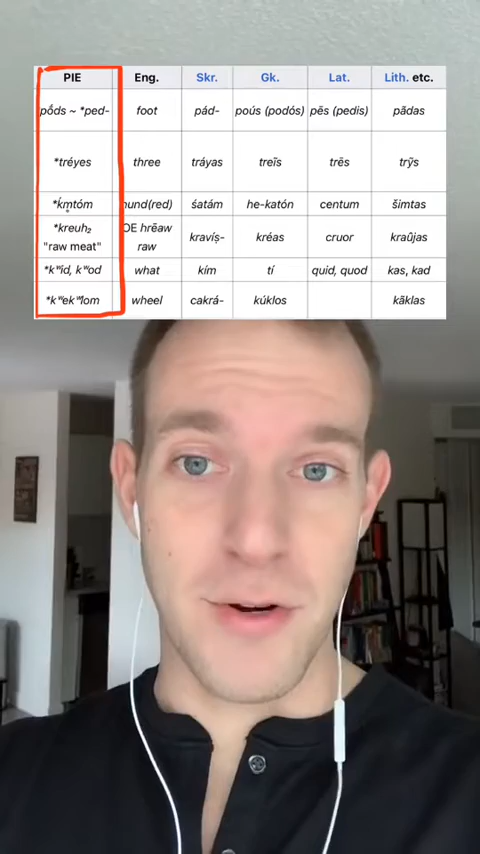 PIE Eng. Skr. Gk. Lat. Lith. etc.
pṓds ~ *ped- foot pád- poús (podós) pēs (pedis) pãdas
*tréyes three tráyas treĩs trēs trỹs
*ḱm̥tóm hund(red) śatám he-katón centum šimtas
*kreuh₂ "raw meat" OE hrēaw raw kravíṣ- kréas cruor kraûjas
*kʷid, kʷod what kím tí quid, quod kas, kad
*kʷekʷlom wheel cakrá- kúklos kãklas